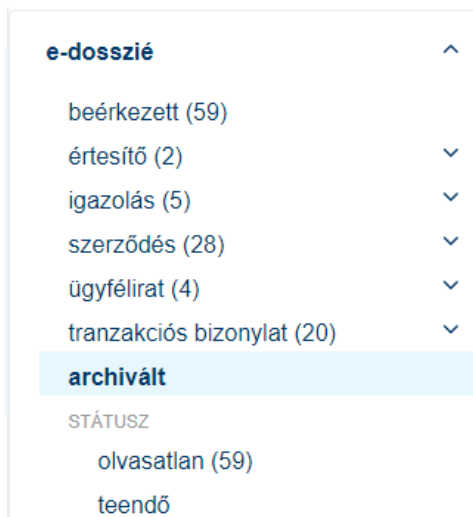 e-dosszié
beérkezett (59)
értesítő (2)
igazolás (5)
szerződés (28)
ügyfélirat (4)
tranzakciós bizonylat (20)
archivált
STÁTUSZ
olvasatlan (59)
teendő